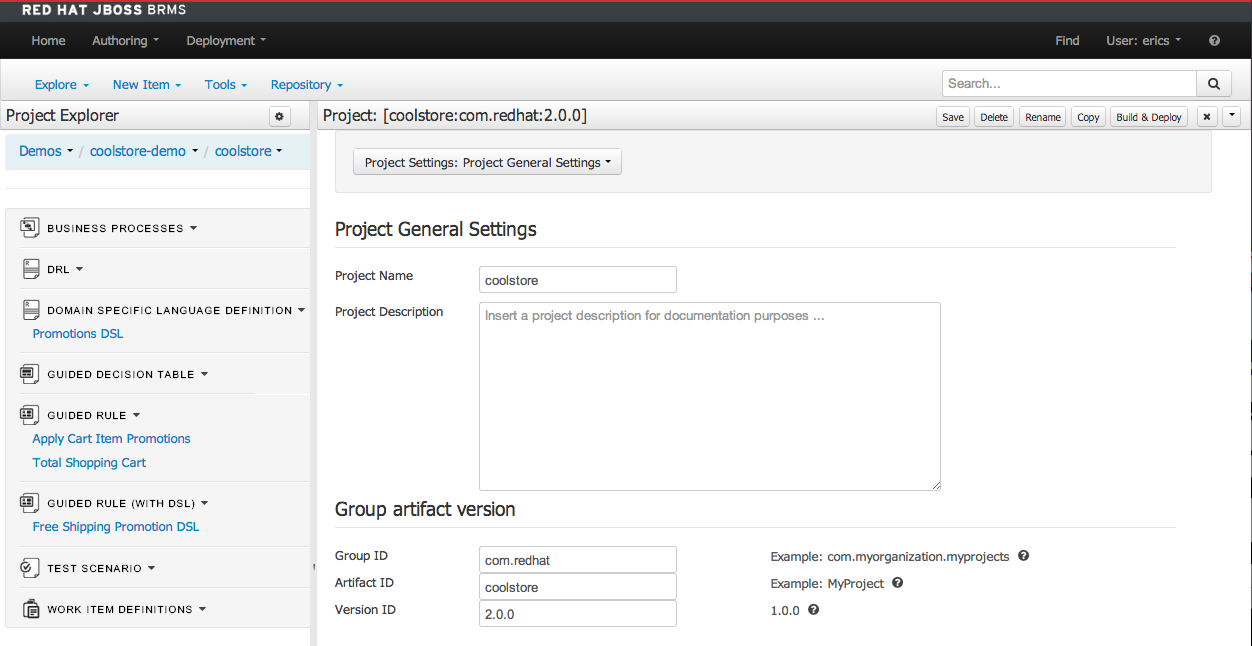 RED HAT JBOSS BRMS
Home Authoring Deployment Find User: erics
Explore New Item Tools Repository Search...
Project Explorer
Demos / coolstore-demo / coolstore
BUSINESS PROCESSES
DRL
DOMAIN SPECIFIC LANGUAGE DEFINITION
Promotions DSL
GUIDED DECISION TABLE
GUIDED RULE
Apply Cart Item Promotions
Total Shopping Cart
GUIDED RULE (WITH DSL)
Free Shipping Promotion DSL
TEST SCENARIO
WORK ITEM DEFINITIONS
Project: [coolstore:com.redhat:2.0.0] Save Delete Rename Copy Build & Deploy
Project Settings: Project General Settings
Project General Settings
Project Name coolstore
Project Description Insert a project description for documentation purposes ...
Group artifact version
Group ID com.redhat Example: com.myorganization.myprojects
Artifact ID coolstore Example: MyProject
Version ID 2.0.0 1.0.0